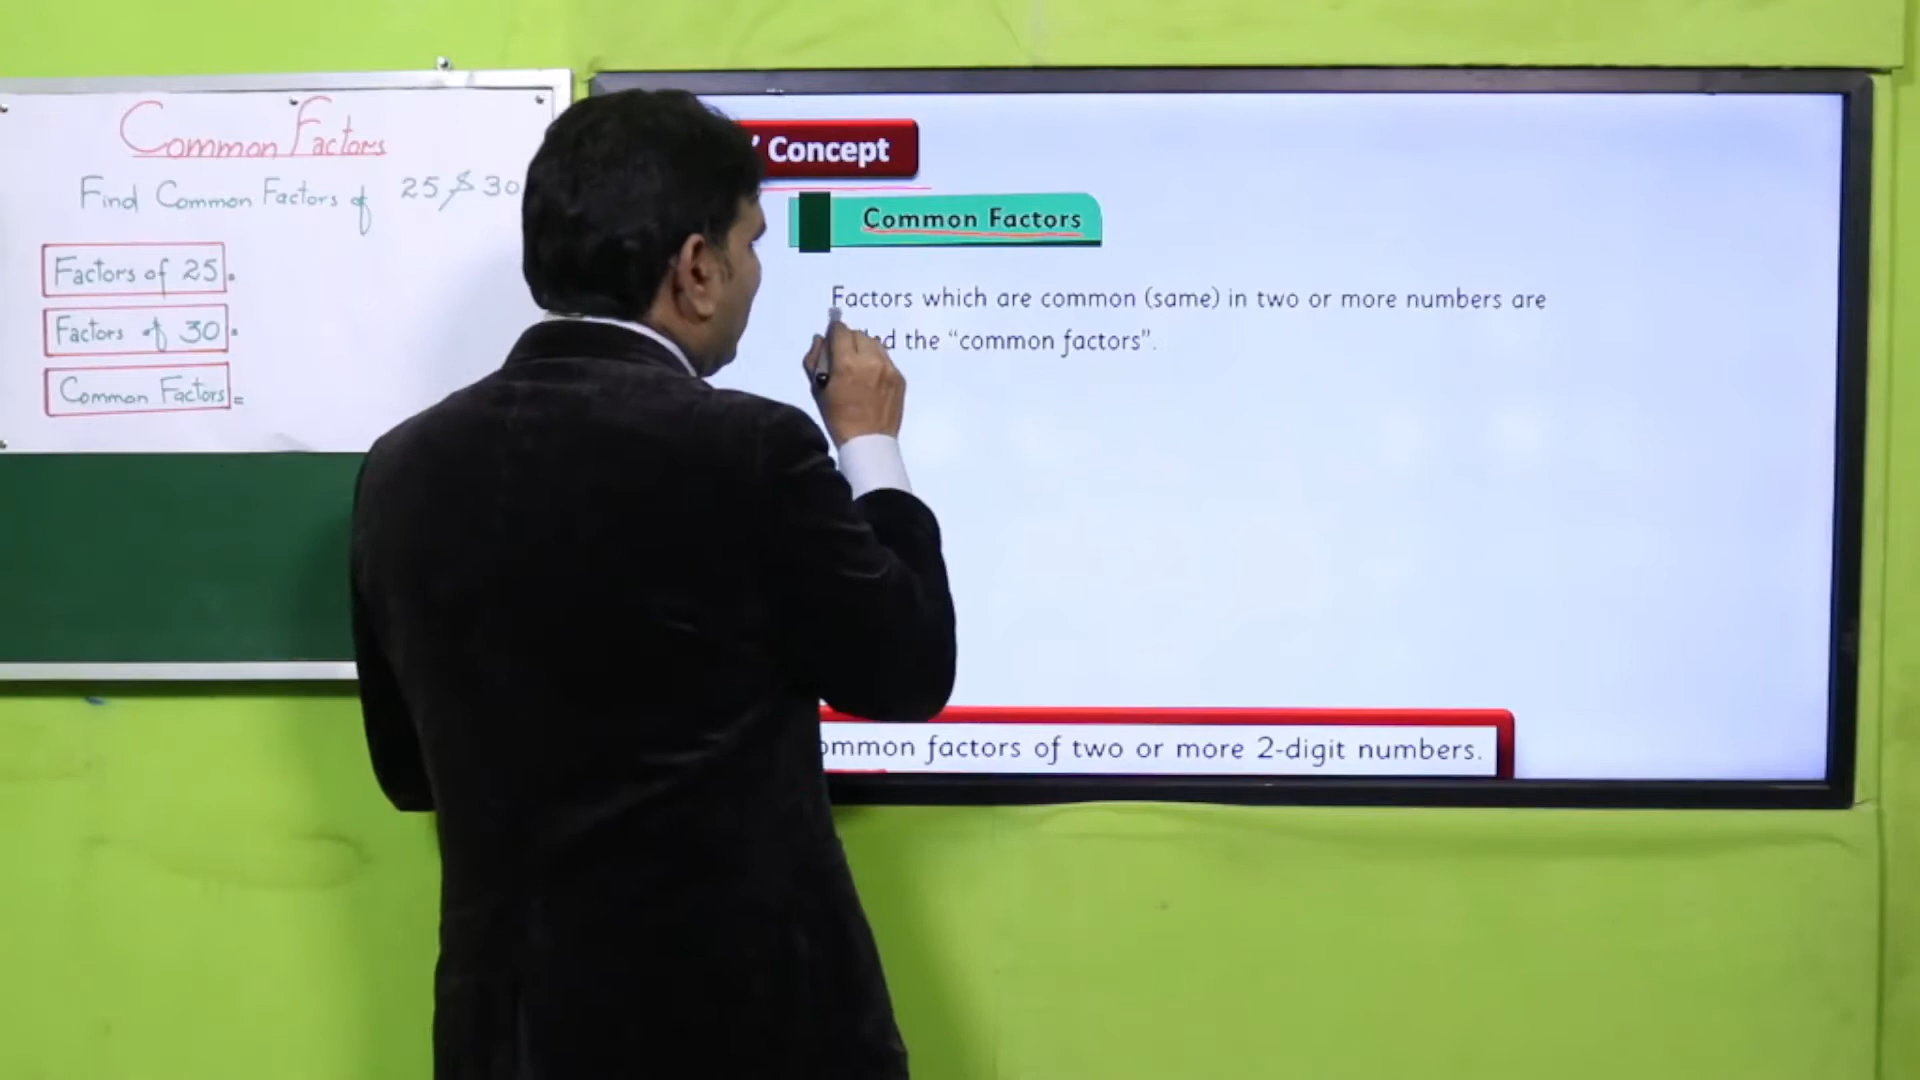 Common Factors
Find Common Factors of 25 & 30
Factors of 25
Factors of 30
Common Factors =
Concept
Common Factors
Factors which are common (same) in two or more numbers are
the “common factors”.
factors of two or more 2-digit numbers.